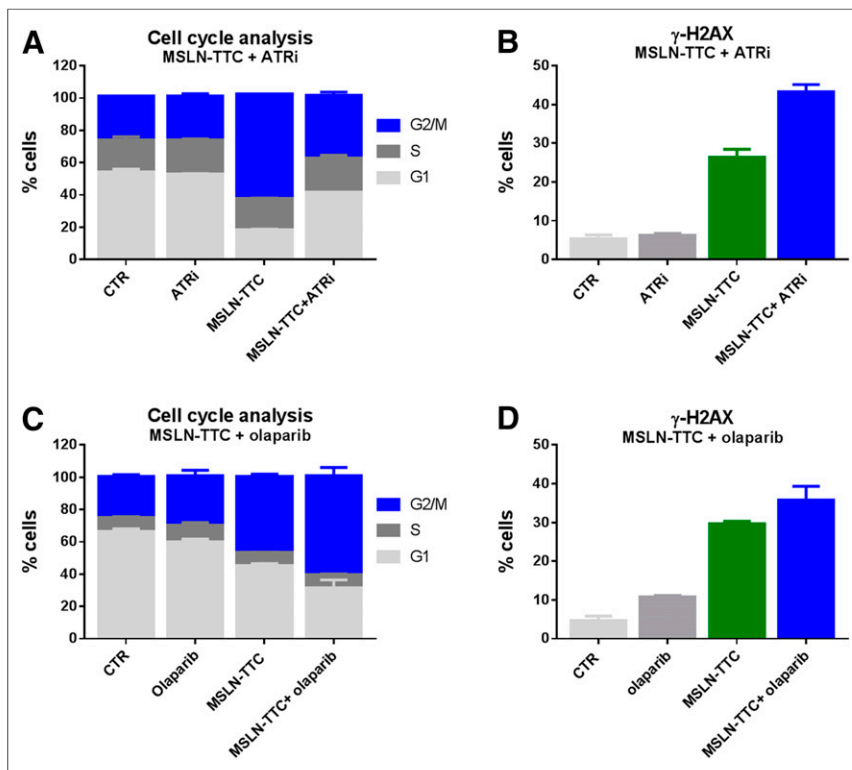 A
Cell cycle analysis
MSLN-TTC + ATRi
120
100
80
60
40
20
0
% cells
G2/M
S
G1
CTR
ATRi
MSLN-TTC
MSLN-TTC+ATRi
B
γ-H2AX
MSLN-TTC + ATRi
50
40
30
20
10
0
% cells
CTR
ATRi
MSLN-TTC
MSLN-TTC+ ATRi
C
Cell cycle analysis
MSLN-TTC + olaparib
120
100
80
60
40
20
0
% cells
G2/M
S
G1
CTR
Olaparib
MSLN-TTC
MSLN-TTC+ olaparib
D
γ-H2AX
MSLN-TTC + olaparib
50
40
30
20
10
0
% cells
CTR
olaparib
MSLN-TTC
MSLN-TTC+ olaparib